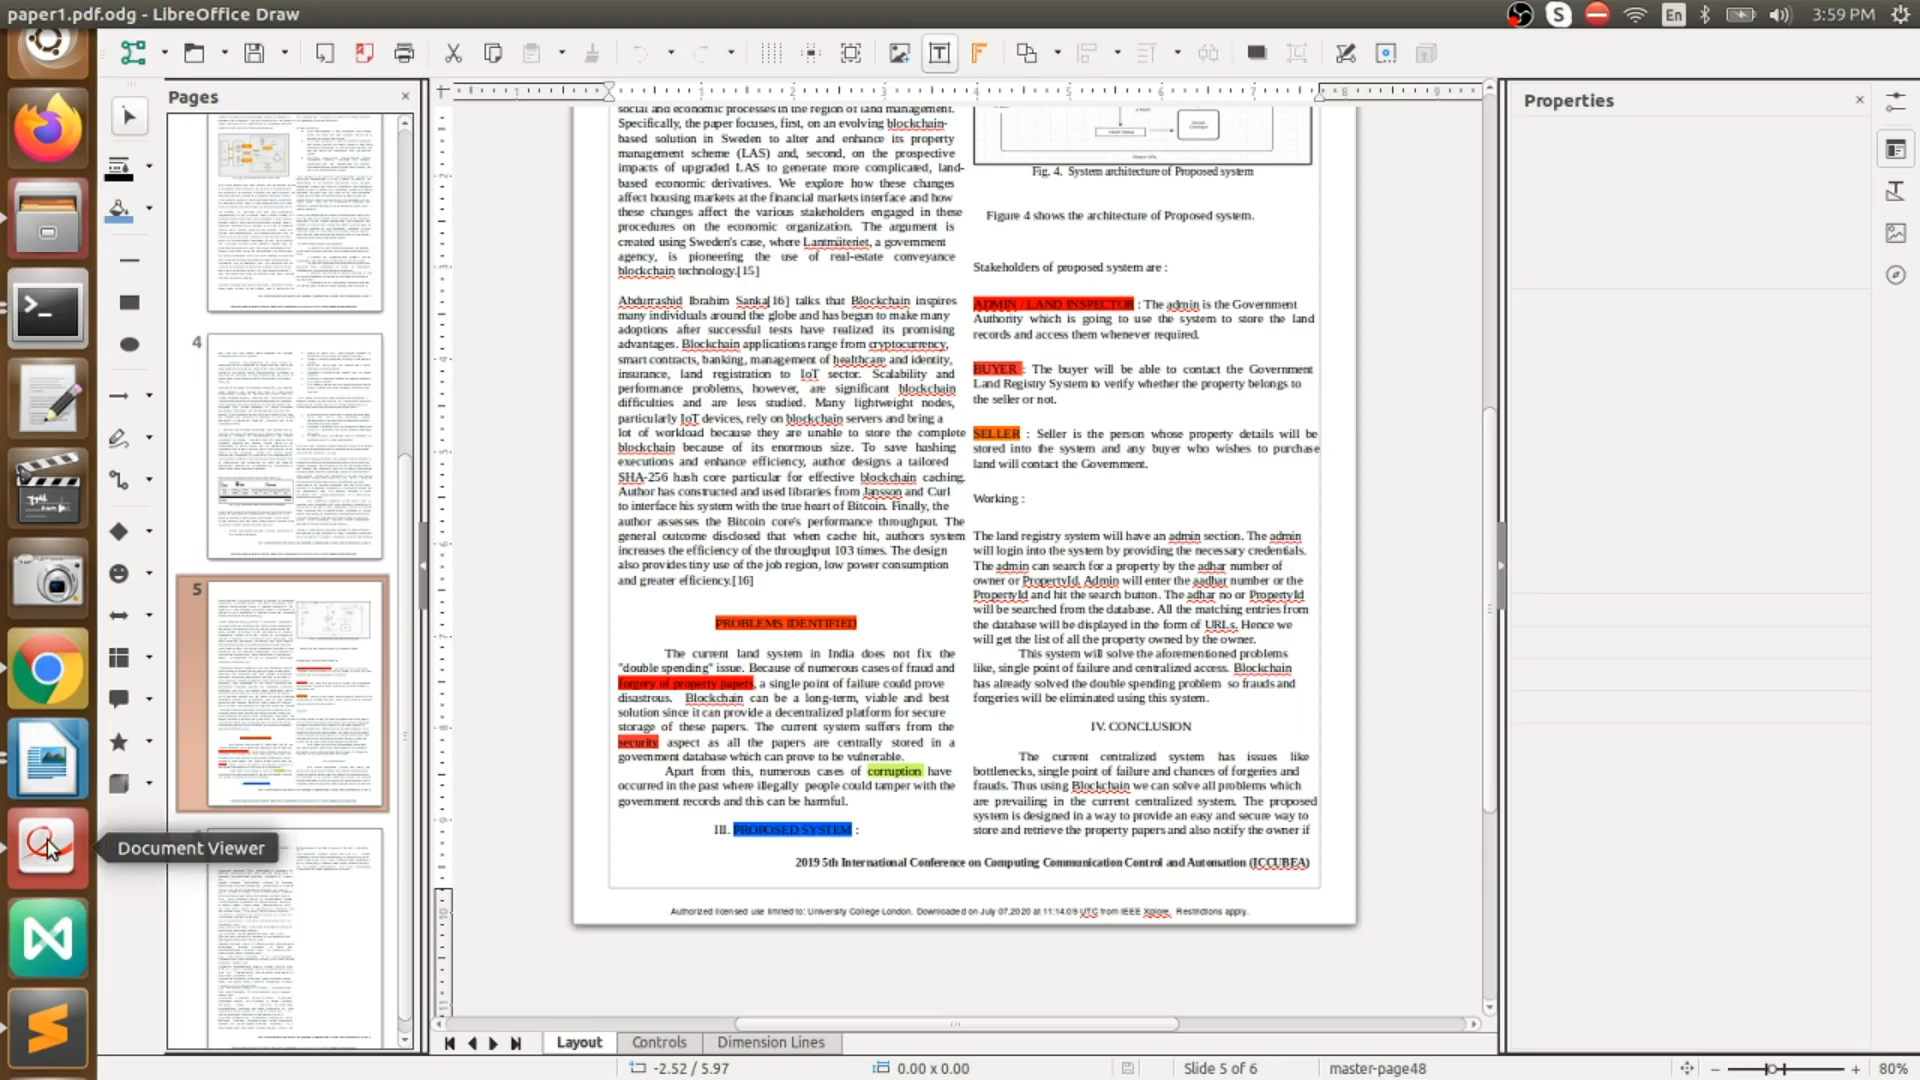 paper1.pdf.odg - LibreOffice Draw
En
3:59 PM
Pages
4
5
Document Viewer
social and economic processes in the region of land management.
Specifically, the paper focuses, first, on an evolving blockchain-
based solution in Sweden to alter and enhance its property
management scheme (LAS) and, second, on the prospective
impacts of upgraded LAS to generate more complicated, land-
based economic derivatives. We explore how these changes
affect housing markets at the financial markets interface and how
these changes affect the various stakeholders engaged in these
procedures on the economic organization. The argument is
created using Sweden's case, where Lantmäteriet, a government
agency, is pioneering the use of real-estate conveyance
blockchain technology.[15]
Abdurrashid Ibrahim Sanka[16] talks that Blockchain inspires
many individuals around the globe and has begun to make many
adoptions after successful tests have realized its promising
advantages. Blockchain applications range from cryptocurrency,
smart contracts, banking, management of healthcare and identity,
insurance, land registration to IoT sector. Scalability and
performance problems, however, are significant blockchain
difficulties and are less studied. Many lightweight nodes,
particularly IoT devices, rely on blockchain servers and bring a
lot of workload because they are unable to store the complete
blockchain because of its enormous size. To save hashing
executions and enhance efficiency, author designs a tailored
SHA-256 hash core particular for effective blockchain caching.
Author has constructed and used libraries from Jansson and Curl
to interface his system with the true heart of Bitcoin. Finally, the
author assesses the Bitcoin core's performance throughput. The
general outcome disclosed that when cache hit, authors system
increases the efficiency of the throughput 103 times. The design
also provides tiny use of the job region, low power consumption
and greater efficiency.[16]
PROBLEMS IDENTIFIED
The current land system in India does not fix the
"double spending" issue. Because of numerous cases of fraud and
forgery of property papers, a single point of failure could prove
disastrous. Blockchain can be a long-term, viable and best
solution since it can provide a decentralized platform for secure
storage of these papers. The current system suffers from the
security aspect as all the papers are centrally stored in a
government database which can prove to be vulnerable.
Apart from this, numerous cases of corruption have
occurred in the past where illegally people could tamper with the
government records and this can be harmful.
III. PROPOSED SYSTEM :
Fig. 4. System architecture of Proposed system
Figure 4 shows the architecture of Proposed system.
Stakeholders of proposed system are :
ADMIN / LAND INSPECTOR : The admin is the Government
Authority which is going to use the system to store the land
records and access them whenever required.
BUYER : The buyer will be able to contact the Government
Land Registry System to verify whether the property belongs to
the seller or not.
SELLER : Seller is the person whose property details will be
stored into the system and any buyer who wishes to purchase
land will contact the Government.
Working :
The land registry system will have an admin section. The admin
will login into the system by providing the necessary credentials.
The admin can search for a property by the adhar number of
owner or PropertyId. Admin will enter the aadhar number or the
PropertyId and hit the search button. The adhar no or PropertyId
will be searched from the database. All the matching entries from
the database will be displayed in the form of URLs. Hence we
will get the list of all the property owned by the owner.
This system will solve the aforementioned problems
like, single point of failure and centralized access. Blockchain
has already solved the double spending problem so frauds and
forgeries will be eliminated using this system.
IV. CONCLUSION
The current centralized system has issues like
bottlenecks, single point of failure and chances of forgeries and
frauds. Thus using Blockchain we can solve all problems which
are prevailing in the current centralized system. The proposed
system is designed in a way to provide an easy and secure way to
store and retrieve the property papers and also notify the owner if
2019 5th International Conference on Computing Communication Control and Automation (ICCUBEA)
Authorized licensed use limited to: University College London. Downloaded on July 07,2020 at 11:14:09 UTC from IEEE Xplore. Restrictions apply.
Properties
Layout
Controls
Dimension Lines
-2.52 / 5.97
0.00 x 0.00
Slide 5 of 6
master-page48
80%